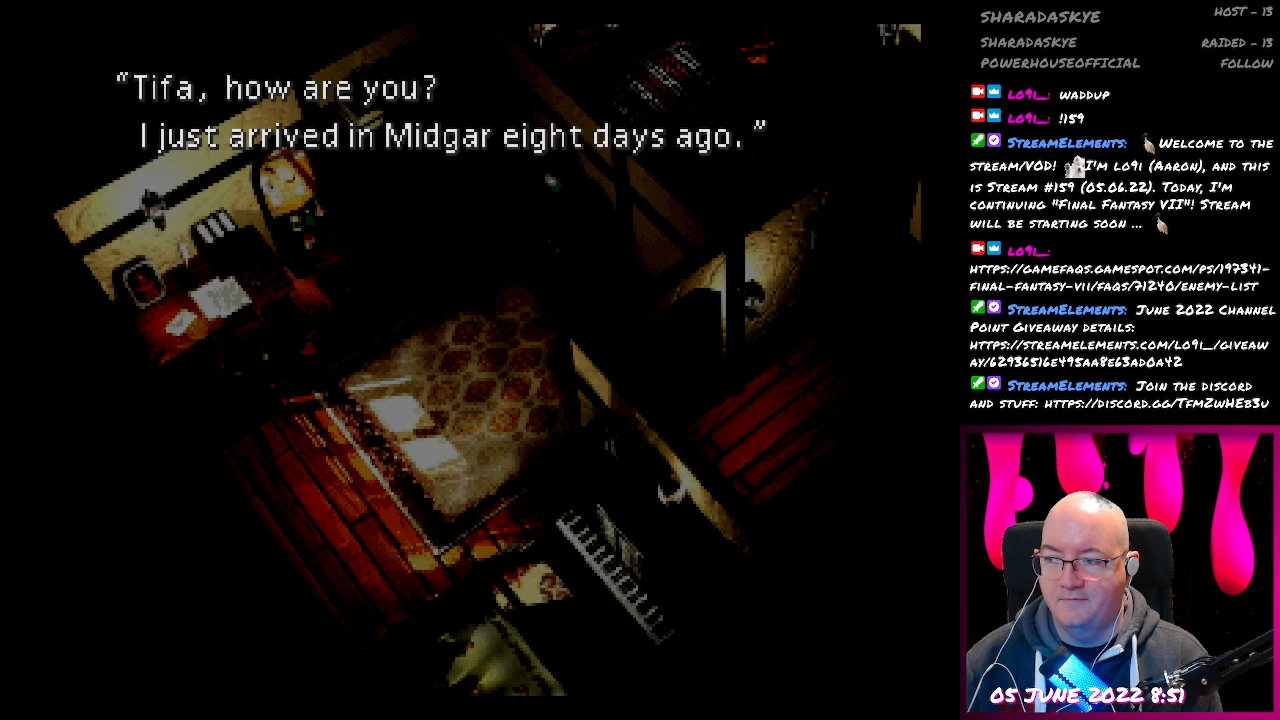 “Tifa, how are you?
I just arrived in Midgar eight days ago.”
SHARADASKYE HOST - 13
SHARADASKYE RAIDED - 13
POWERHOUSEOFFICIAL FOLLOW
LO9I_: WADDUP
LO9I_: !159
STREAMELEMENTS: WELCOME TO THE
STREAM/VOD! I'M LO9I (AARON), AND THIS
IS STREAM #159 (05.06.22). TODAY, I'M
CONTINUING "FINAL FANTASY VII"! STREAM
WILL BE STARTING SOON ...
LO9I_:
HTTPS://GAMEFAQS.GAMESPOT.COM/PS/197341-
FINAL-FANTASY-VII/FAQS/71240/ENEMY-LIST
STREAMELEMENTS: JUNE 2022 CHANNEL
POINT GIVEAWAY DETAILS:
HTTPS://STREAMELEMENTS.COM/LO9I_/GIVEAW
AY/62936516E495AA8E63AD0A42
STREAMELEMENTS: JOIN THE DISCORD
AND STUFF: HTTPS://DISCORD.GG/TFMZWHEB3U
05 JUNE 2022 8:51